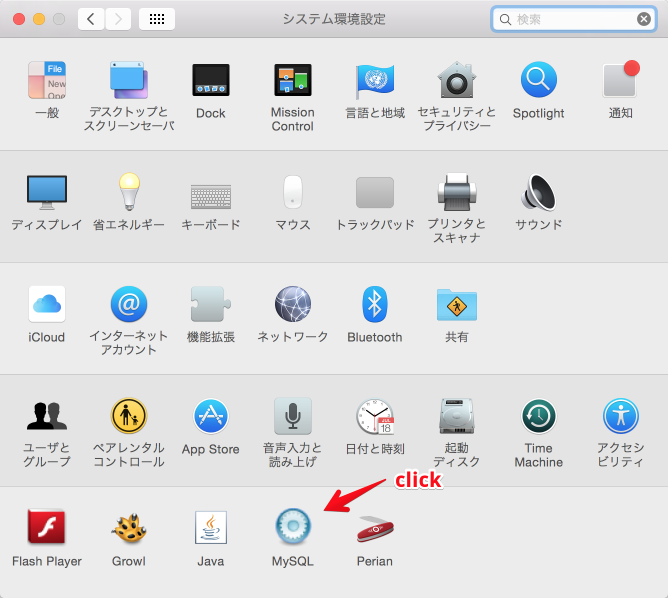 システム環境設定
検索
File
New
Ope
一般
デスクトップと
スクリーンセーバ
Dock
Mission
Control
言語と地域
セキュリティと
プライバシー
Spotlight
通知
ディスプレイ
省エネルギー
キーボード
マウス
トラックパッド
プリンタと
スキャナ
サウンド
iCloud
@
インターネット
アカウント
機能拡張
ネットワーク
Bluetooth
共有
ユーザと
グループ
ペアレンタル
コントロール
App Store
音声入力と
読み上げ
JUL
18
日付と時刻
起動
ディスク
Time
Machine
アクセシ
ビリティ
click
Flash Player
Growl
Java
MySQL
Perian